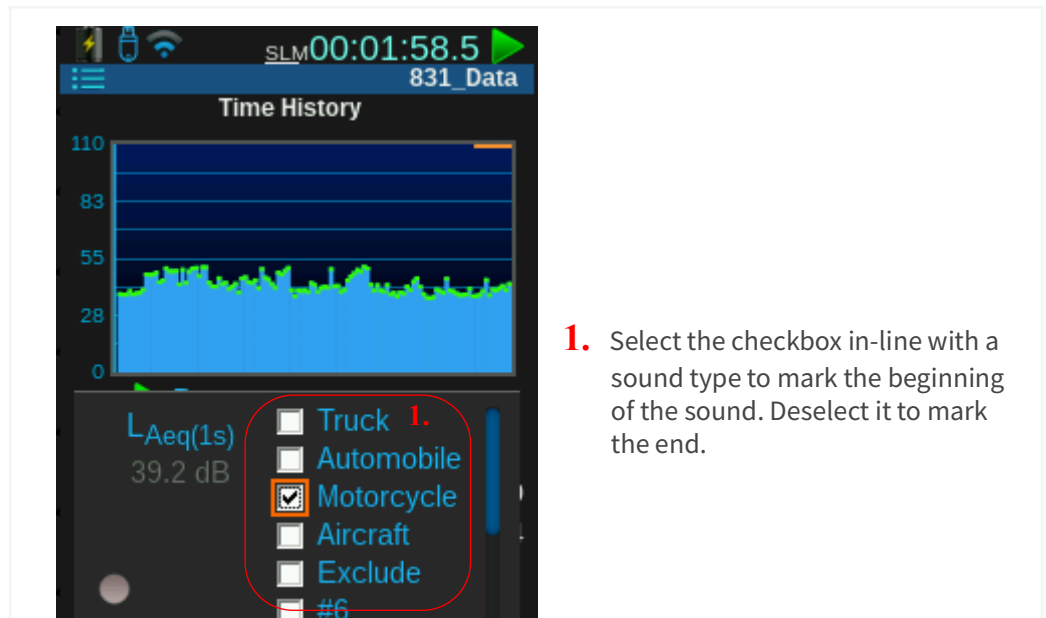 SLM00:01:58.5
831_Data
Time History
110
83
55
28
0
LAeq(1s)
39.2 dB
Truck 1.
Automobile
Motorcycle
Aircraft
Exclude
#6
1. Select the checkbox in-line with a
sound type to mark the beginning
of the sound. Deselect it to mark
the end.